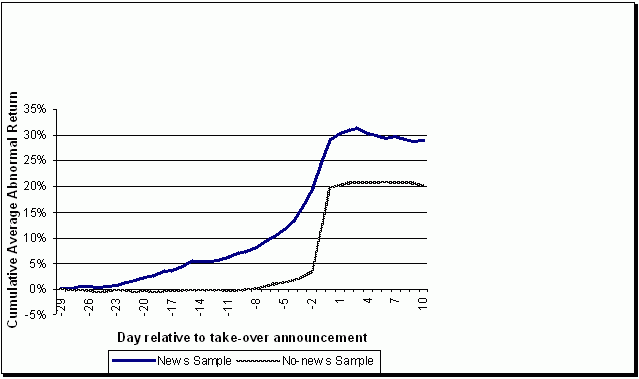 Cumulative Average Abnormal Return
35%
30%
25%
20%
15%
10%
5%
0%
-5%
-29 -26 -23 -20 -17 -14 -11 -8 -5 -2 1 4 7 10
Day relative to take-over announcement
News Sample No-news Sample